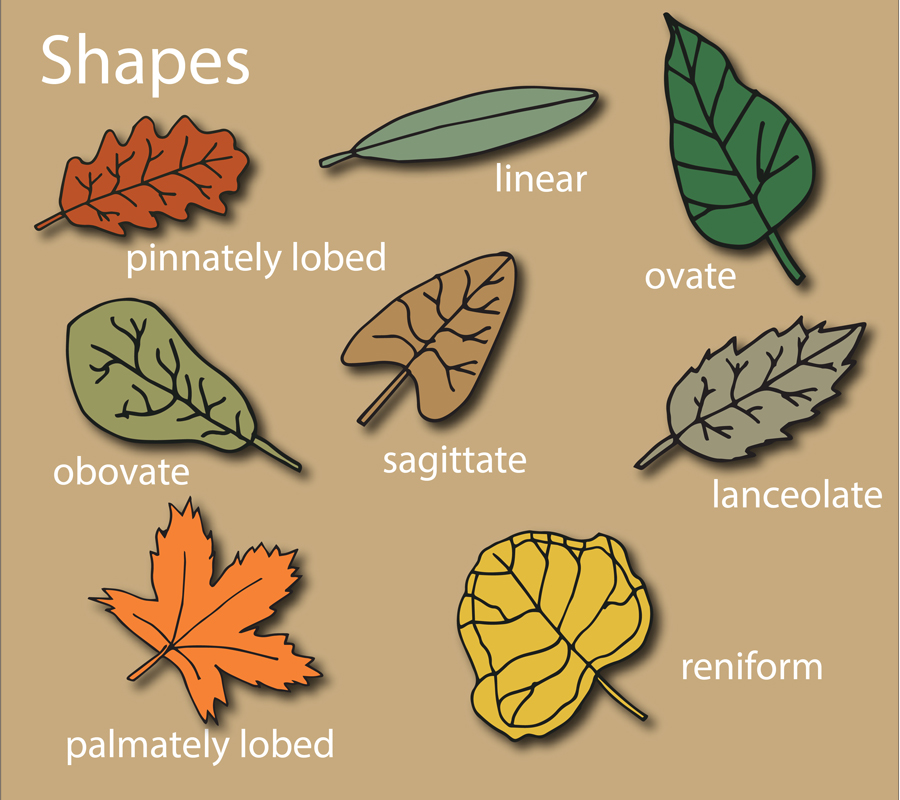 Shapes
linear
pinnately lobed
ovate
obovate
sagittate
lanceolate
reniform
palmately lobed